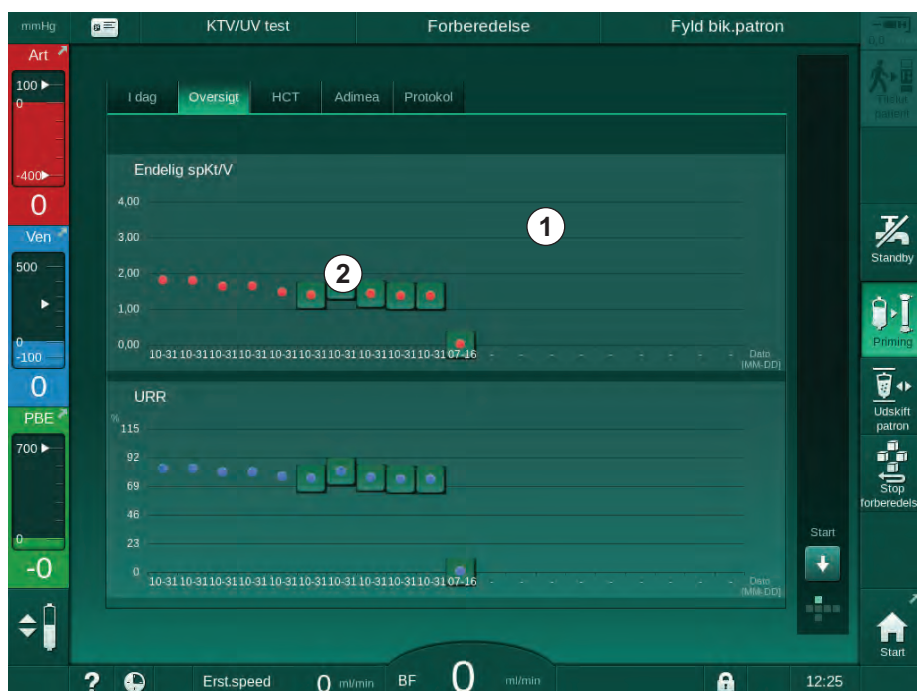 mmHg
KTV/UV test
Forberedelse
Fyld bik.patron
Art
100
0
-400
0
Ven
500
0
-100
0
PBE
700
0
-0
I dag
Oversigt
HCT
Adimea
Protokol
Endelig spKt/V
4,00
3,00
2,00
1,00
0,00
10-31 10-31 10-31 10-31 10-31 10-31 10-31 10-31 10-31 10-31 07-16
Dato
(MM-DD)
1
2
URR
%
115
92
69
46
23
0
10-31 10-31 10-31 10-31 10-31 10-31 10-31 10-31 10-31 10-31 07-16
Dato
(MM-DD)
Start
0,0
Tilslut
patron
Standby
Priming
Udskift
patron
Stop
forberedels
Start
?
Erst.speed
0 ml/min
BF
0 ml/min
12:25